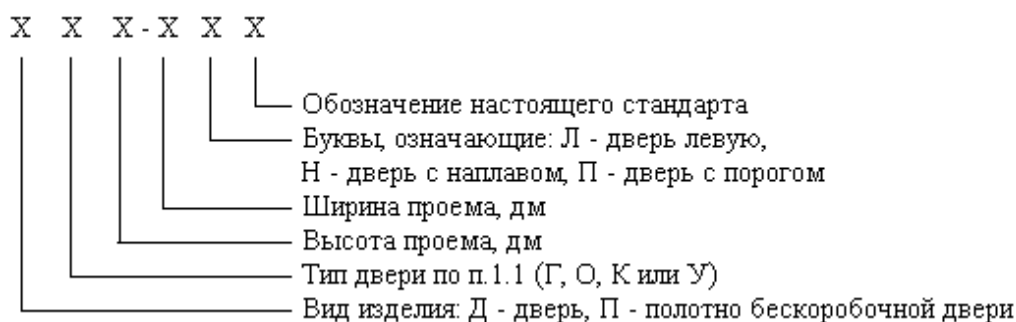 Х Х Х - Х Х Х
Обозначение настоящего стандарта
Буквы, означающие: Л - дверь левую,
Н - дверь с наплавом, П - дверь с порогом
Ширина проема, дм
Высота проема, дм
Тип двери по п.1.1 (Г, О, К или У)
Вид изделия: Д - дверь, П - полотно бескоробочной двери